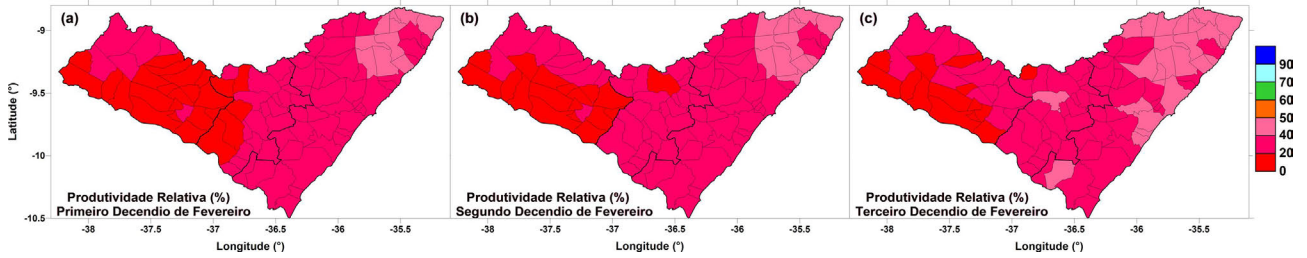 (a)
(b)
(c)
-9
-9.5
-10
-10.5
Latitude (°)
Produtividade Relativa (%)
Primeiro Decendio de Fevereiro
Produtividade Relativa (%)
Segundo Decendio de Fevereiro
Produtividade Relativa (%)
Terceiro Decendio de Fevereiro
-38 -37.5 -37 -36.5 -36 -35.5
-38 -37.5 -37 -36.5 -36 -35.5
-38 -37.5 -37 -36.5 -36 -35.5
Longitude (°)
Longitude (°)
Longitude (°)
90
70
60
50
40
20
0